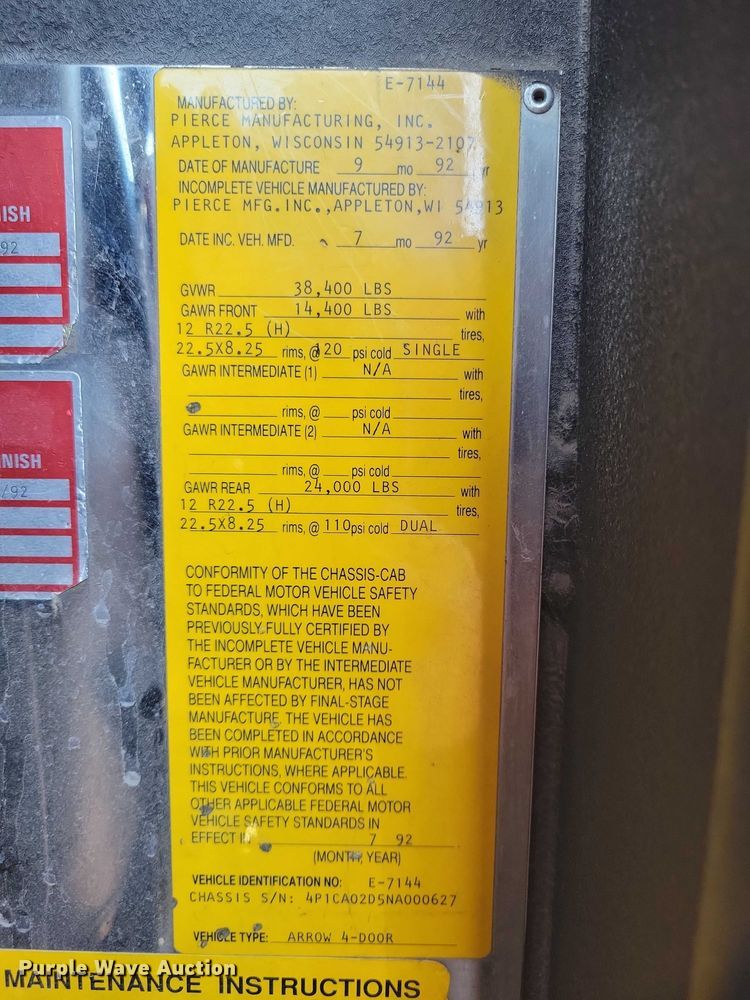 E-7144
MANUFACTURED BY:
PIERCE MANUFACTURING, INC.
APPLETON, WISCONSIN 54913-2107
DATE OF MANUFACTURE 9 mo 92 yr
INCOMPLETE VEHICLE MANUFACTURED BY:
PIERCE MFG.INC.,APPLETON,WI 54913
DATE INC. VEH. MFD. 7 mo 92 yr
GVWR 38,400 LBS
GAWR FRONT 14,400 LBS with
12 R22.5 (H) tires,
22.5X8.25 rims, @ 120 psi cold SINGLE
GAWR INTERMEDIATE (1) N/A with
tires,
rims, @ psi cold
GAWR INTERMEDIATE (2) N/A with
tires,
rims, @ psi cold
GAWR REAR 24,000 LBS with
12 R22.5 (H) tires,
22.5X8.25 rims, @ 110 psi cold DUAL
CONFORMITY OF THE CHASSIS-CAB
TO FEDERAL MOTOR VEHICLE SAFETY
STANDARDS, WHICH HAVE BEEN
PREVIOUSLY FULLY CERTIFIED BY
THE INCOMPLETE VEHICLE MANU-
FACTURER OR BY THE INTERMEDIATE
VEHICLE MANUFACTURER, HAS NOT
BEEN AFFECTED BY FINAL-STAGE
MANUFACTURE. THE VEHICLE HAS
BEEN COMPLETED IN ACCORDANCE
WITH PRIOR MANUFACTURER'S
INSTRUCTIONS, WHERE APPLICABLE.
THIS VEHICLE CONFORMS TO ALL
OTHER APPLICABLE FEDERAL MOTOR
VEHICLE SAFETY STANDARDS IN
EFFECT IN 7 92
(MONTH, YEAR)
VEHICLE IDENTIFICATION NO: E-7144
CHASSIS S/N: 4P1CA02D5NA000627
VEHICLE TYPE: ARROW 4-DOOR
ISH
92
NISH
/92
Purple Wave Auction
MAINTENANCE INSTRUCTIONS